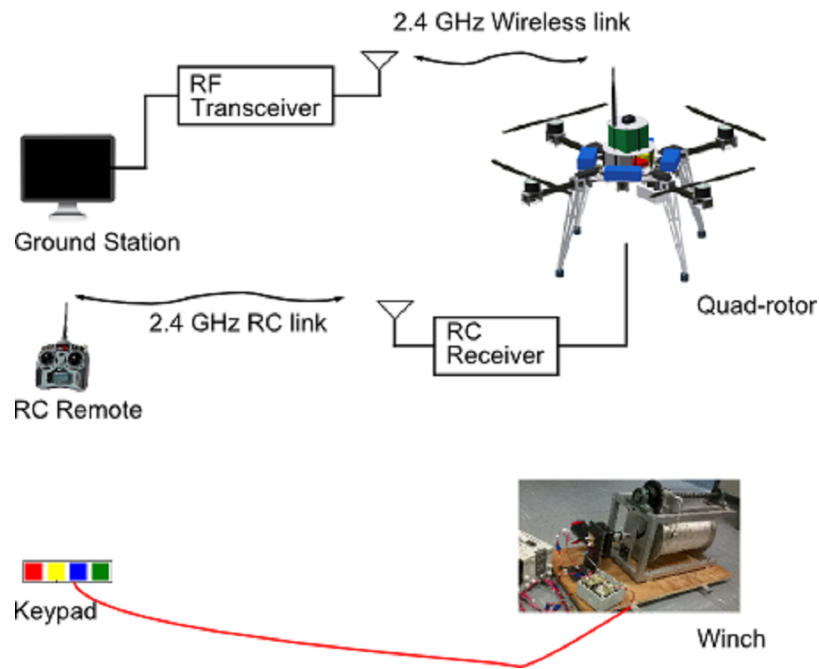 2.4 GHz Wireless link
RF
Transceiver
Ground Station
2.4 GHz RC link
RC
Receiver
Quad-rotor
RC Remote
Keypad
Winch